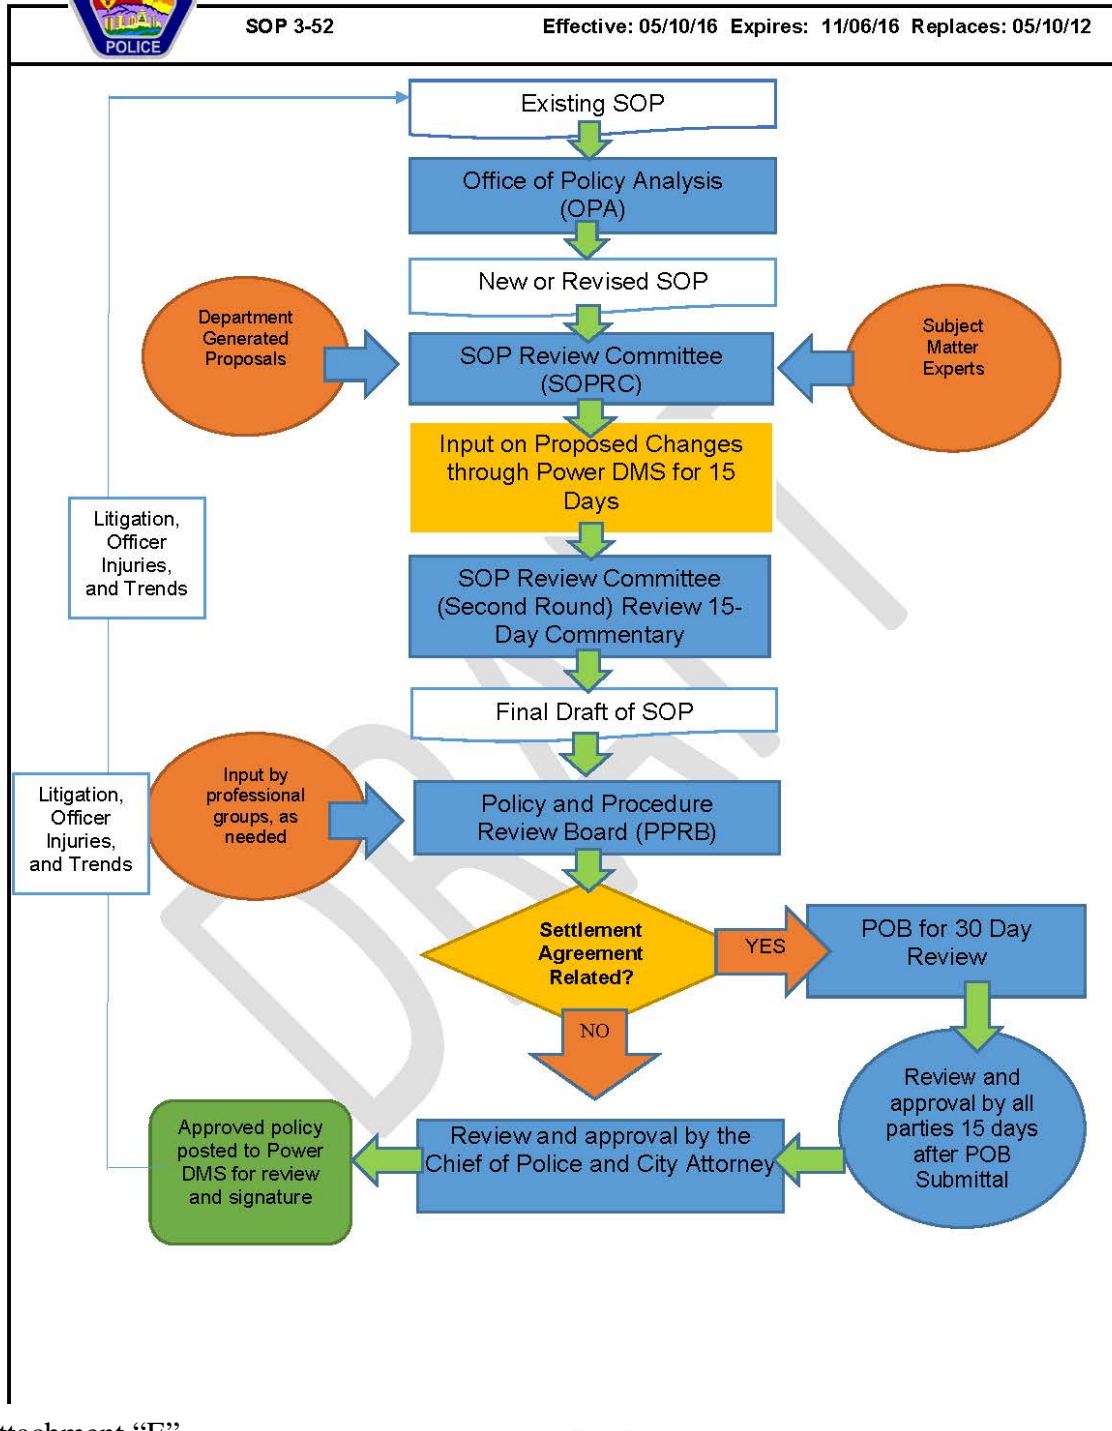 POLICE
SOP 3-52
Effective: 05/10/16 Expires: 11/06/16 Replaces: 05/10/12
Existing SOP
Office of Policy Analysis
(OPA)
New or Revised SOP
Department
Generated
Proposals
SOP Review Committee
(SOPRC)
Subject
Matter
Experts
Input on Proposed Changes
through Power DMS for 15
Days
Litigation,
Officer
Injuries,
and Trends
SOP Review Committee
(Second Round) Review 15-
Day Commentary
Final Draft of SOP
Litigation,
Officer
Injuries,
and Trends
Input by
professional
groups, as
needed
Policy and Procedure
Review Board (PPRB)
Settlement
Agreement
Related?
YES
POB for 30 Day
Review
NO
Review and
approval by all
parties 15 days
after POB
Submittal
Review and approval by the
Chief of Police and City Attorney
Approved policy
posted to Power
DMS for review
and signature
DRAFT